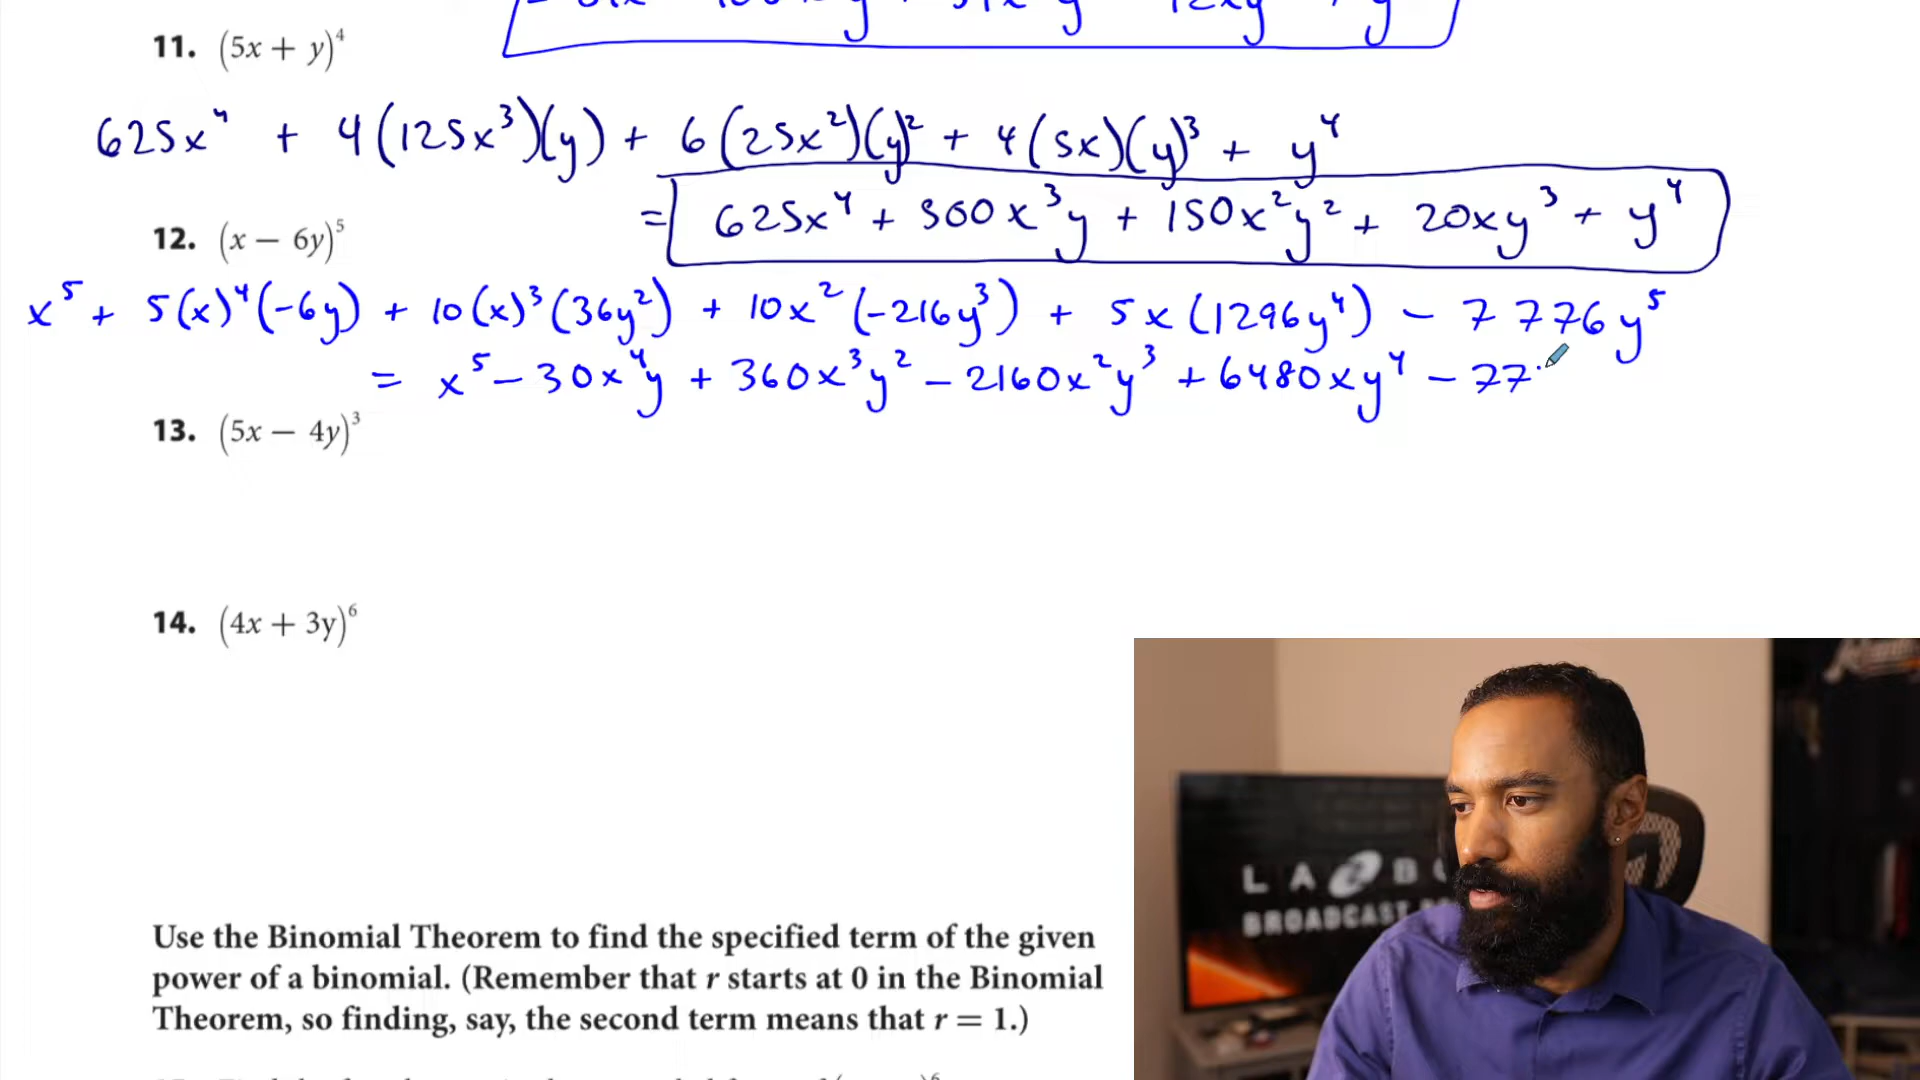 11. (5x + y)⁴
625x⁴ + 4(125x³)(y) + 6(25x²)(y)² + 4(5x)(y)³ + y⁴
= 625x⁴ + 500x³y + 150x²y² + 20xy³ + y⁴
12. (x − 6y)⁵
x⁵ + 5(x)⁴(-6y) + 10(x)³(36y²) + 10x²(-216y³) + 5x(1296y⁴) - 7776y⁵
= x⁵ - 30x⁴y + 360x³y² - 2160x²y³ + 6480xy⁴ - 77
13. (5x − 4y)³
14. (4x + 3y)⁶
Use the Binomial Theorem to find the specified term of the given
power of a binomial. (Remember that r starts at 0 in the Binomial
Theorem, so finding, say, the second term means that r = 1.)
BROADCAST